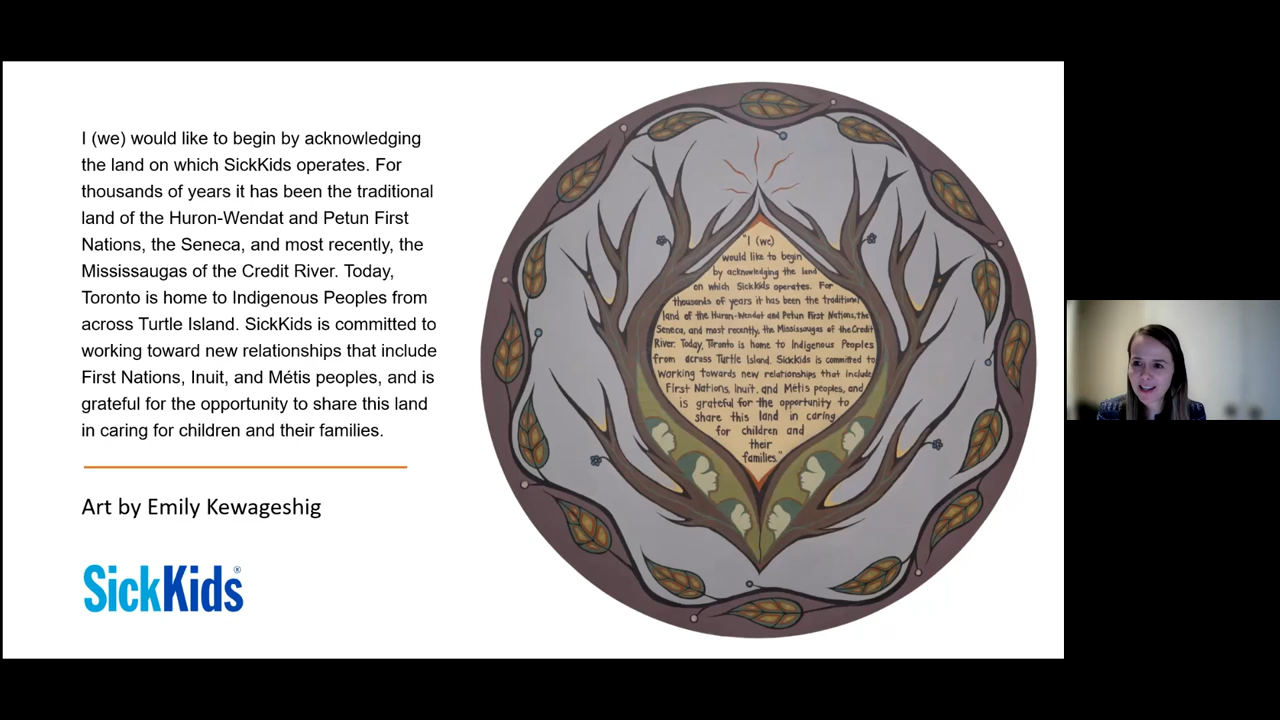 I (we) would like to begin by acknowledging
the land on which SickKids operates. For
thousands of years it has been the traditional
land of the Huron-Wendat and Petun First
Nations, the Seneca, and most recently, the
Mississaugas of the Credit River. Today,
Toronto is home to Indigenous Peoples from
across Turtle Island. SickKids is committed to
working toward new relationships that include
First Nations, Inuit, and Métis peoples, and is
grateful for the opportunity to share this land
in caring for children and their families.
Art by Emily Kewageshig
SickKids®
"I (we)
would like to begin
by acknowledging the land
on which SickKids operates. For
thousands of years it has been the traditional
land of the Huron-Wendat and Petun First Nations, the
Seneca, and most recently, the Mississaugas of the Credit
River. Today, Toronto is home to Indigenous Peoples
from across Turtle Island. SickKids is committed to
working towards new relationships that include
First Nations, Inuit, and Métis peoples, and
is grateful for the opportunity to
share this land in caring
for children and
their
families."